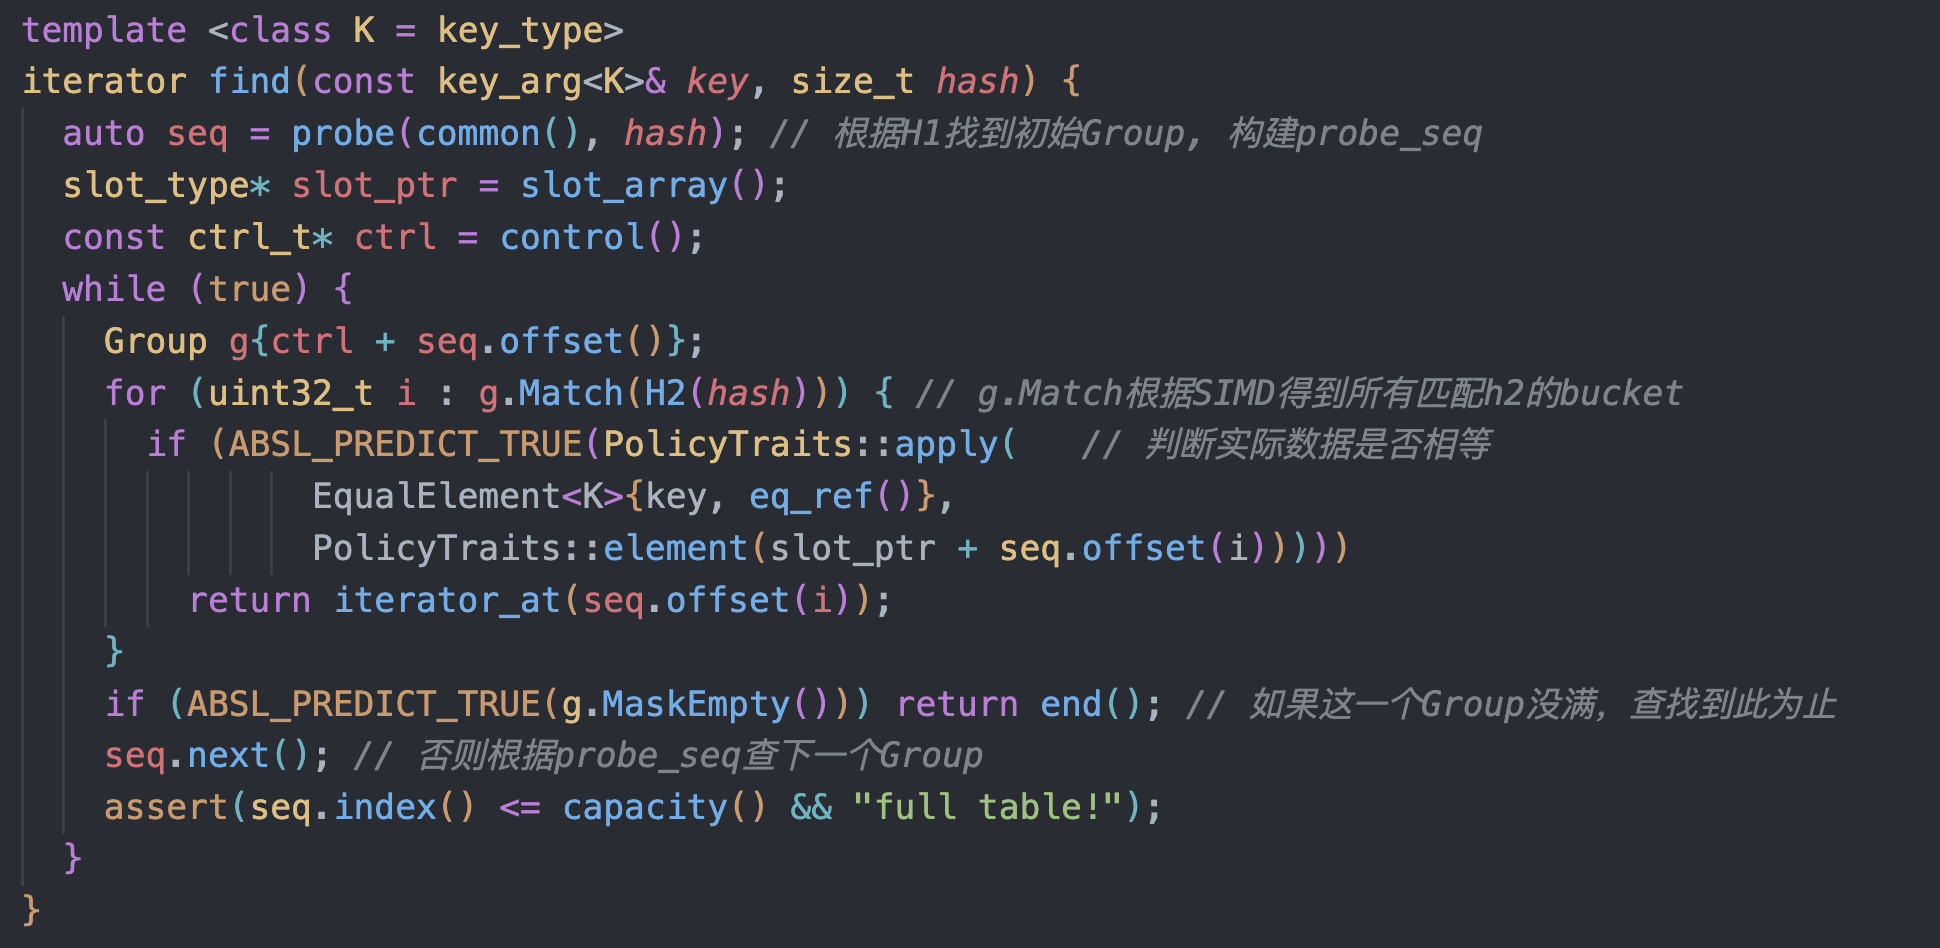 template <class K = key_type>
iterator find(const key_arg<K>& key, size_t hash) {
  auto seq = probe(common(), hash); // 根据H1找到初始Group, 构建probe_seq
  slot_type* slot_ptr = slot_array();
  const ctrl_t* ctrl = control();
  while (true) {
    Group g{ctrl + seq.offset()};
    for (uint32_t i : g.Match(H2(hash))) { // g.Match根据SIMD得到所有匹配h2的bucket
      if (ABSL_PREDICT_TRUE(PolicyTraits::apply(   // 判断实际数据是否相等
              EqualElement<K>{key, eq_ref()},
              PolicyTraits::element(slot_ptr + seq.offset(i)))))
        return iterator_at(seq.offset(i));
    }
    if (ABSL_PREDICT_TRUE(g.MaskEmpty())) return end(); // 如果这一个Group没满, 查找到此为止
    seq.next(); // 否则根据probe_seq查下一个Group
    assert(seq.index() <= capacity() && "full table!");
  }
}